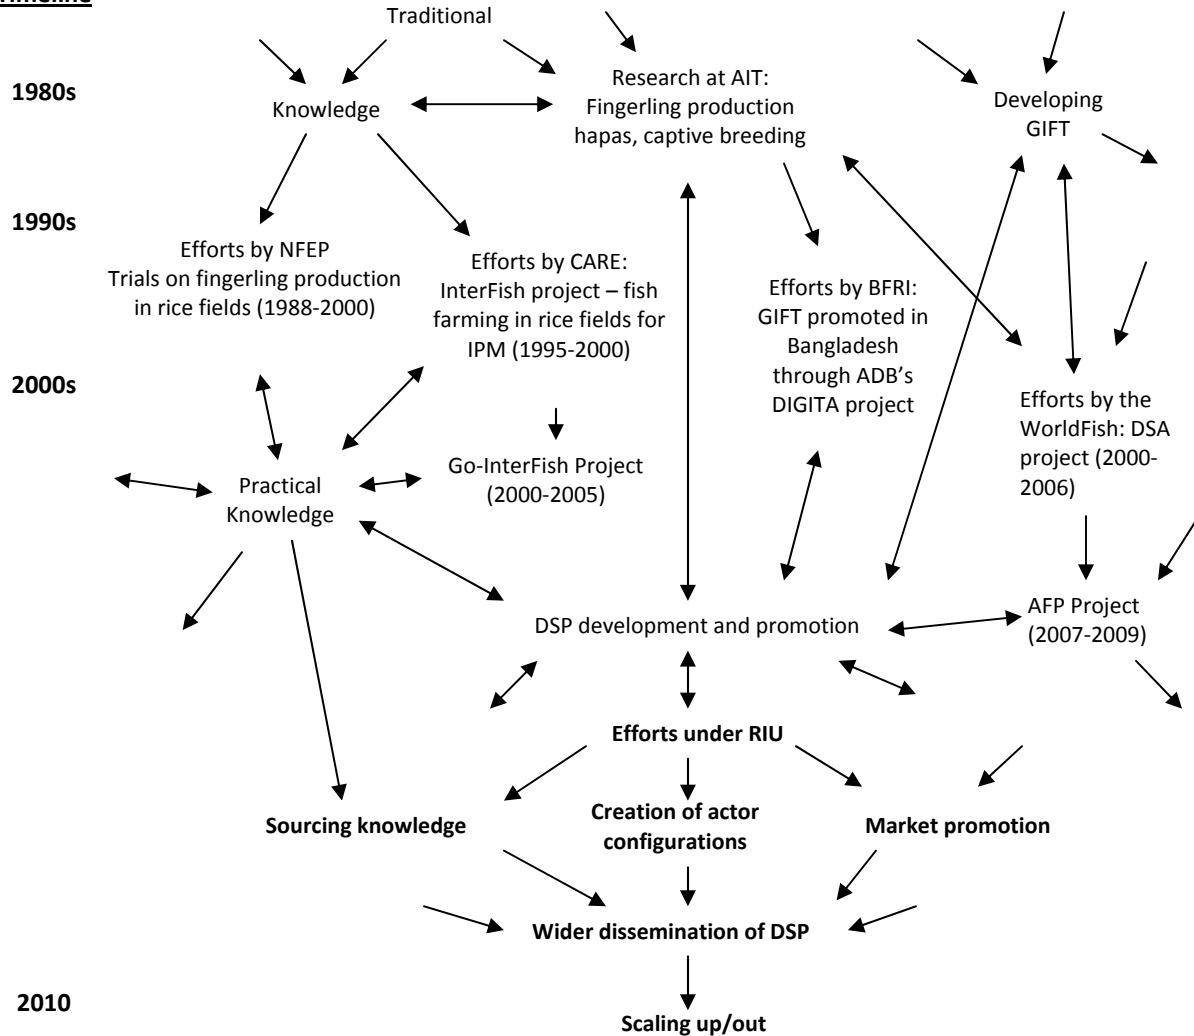 Timeline
Traditional
1980s
Knowledge
Research at AIT:
Fingerling production
hapas, captive breeding
Developing
GIFT
1990s
Efforts by NFEP
Trials on fingerling production
in rice fields (1988-2000)
Efforts by CARE:
InterFish project – fish
farming in rice fields for
IPM (1995-2000)
Efforts by BFRI:
GIFT promoted in
Bangladesh
through ADB’s
DIGITA project
2000s
Efforts by the
WorldFish: DSA
project (2000-
2006)
Go-InterFish Project
(2000-2005)
Practical
Knowledge
DSP development and promotion
AFP Project
(2007-2009)
Efforts under RIU
Sourcing knowledge
Creation of actor
configurations
Market promotion
Wider dissemination of DSP
2010
Scaling up/out